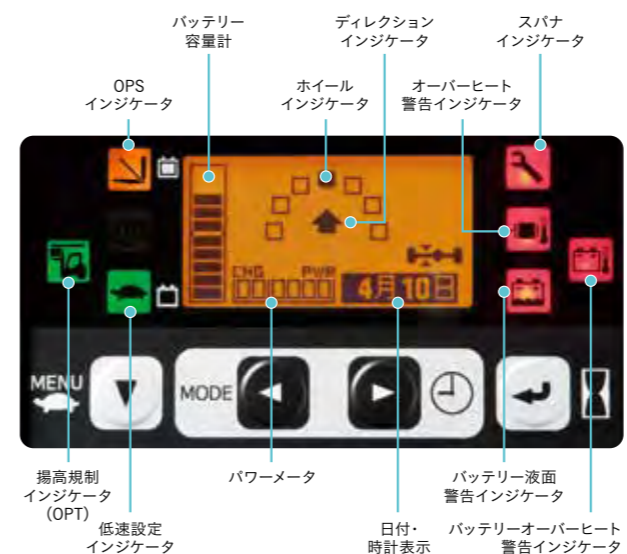 バッテリー
容量計
ディレクション
インジケータ
スパナ
インジケータ
OPS
インジケータ
ホイール
インジケータ
オーバーヒート
警告インジケータ
CHG PWR
4月10日
MENU
MODE
揚高規制
インジケータ
(OPT)
低速設定
インジケータ
パワーメータ
日付・
時計表示
バッテリー液面
警告インジケータ
バッテリーオーバーヒート
警告インジケータ